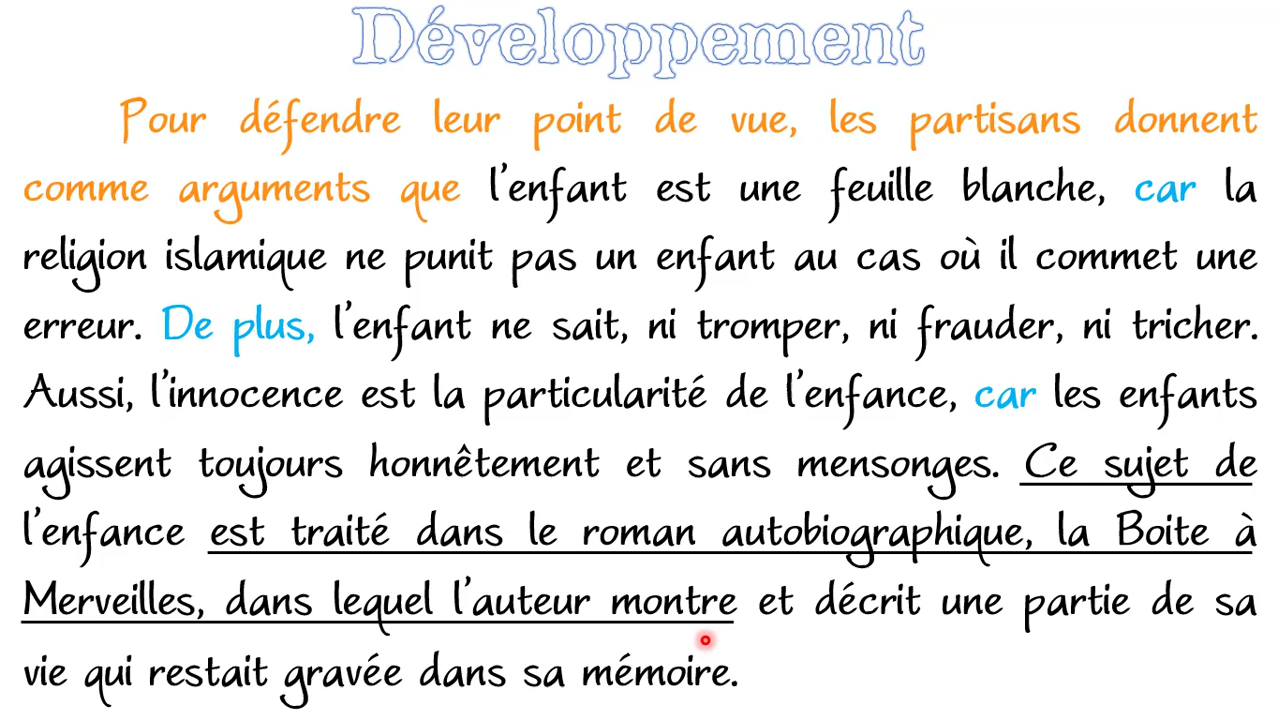 Développement
Pour défendre leur point de vue, les partisans donnent
comme arguments que l'enfant est une feuille blanche, car la
religion islamique ne punit pas un enfant au cas où il commet une
erreur. De plus, l'enfant ne sait, ni tromper, ni frauder, ni tricher.
Aussi, l'innocence est la particularité de l'enfance, car les enfants
agissent toujours honnêtement et sans mensonges. Ce sujet de
l'enfance est traité dans le roman autobiographique, la Boite à
Merveilles, dans lequel l'auteur montre et décrit une partie de sa
vie qui restait gravée dans sa mémoire.